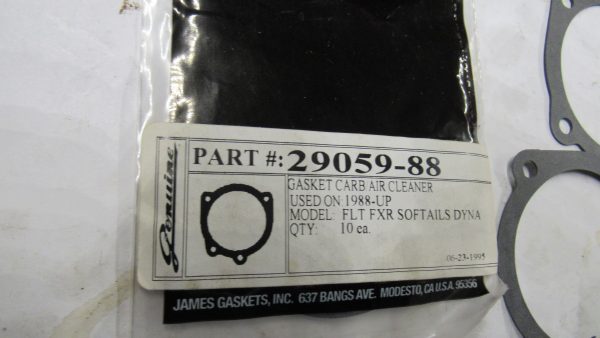 Genuine
PART #: 29059-88
GASKET CARB AIR CLEANER
USED ON: 1988-UP
MODEL: FLT FXR SOFTAILS DYNA
QTY: 10 ea.
06-23-1995
JAMES GASKETS, INC. 637 BANGS AVE. MODESTO, CA U.S.A. 95356